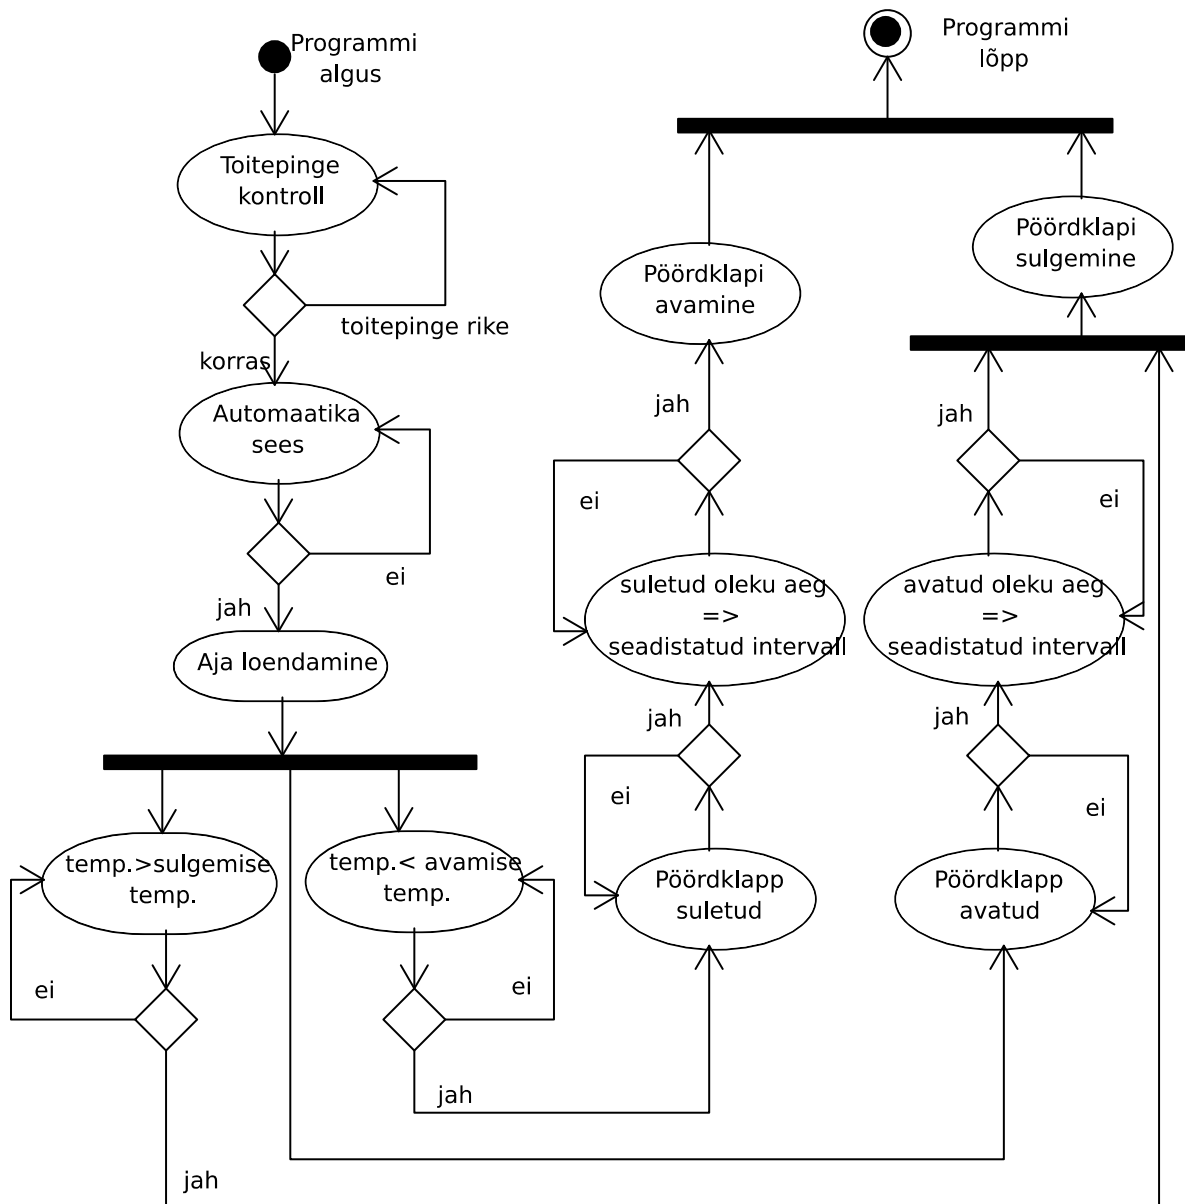 Programmi
algus
Toitepinge
kontroll
toitepinge rike
korras
Automaatika
sees
ei
jah
Aja loendamine
temp.>sulgemise
temp.
ei
jah
temp.< avamise
temp.
ei
jah
Programmi
lõpp
Pöördklapi
avamine
jah
ei
suletud oleku aeg
=>
seadistatud intervall
jah
ei
Pöördklapp
suletud
Pöördklapi
sulgemine
jah
ei
avatud oleku aeg
=>
seadistatud intervall
jah
ei
Pöördklapp
avatud